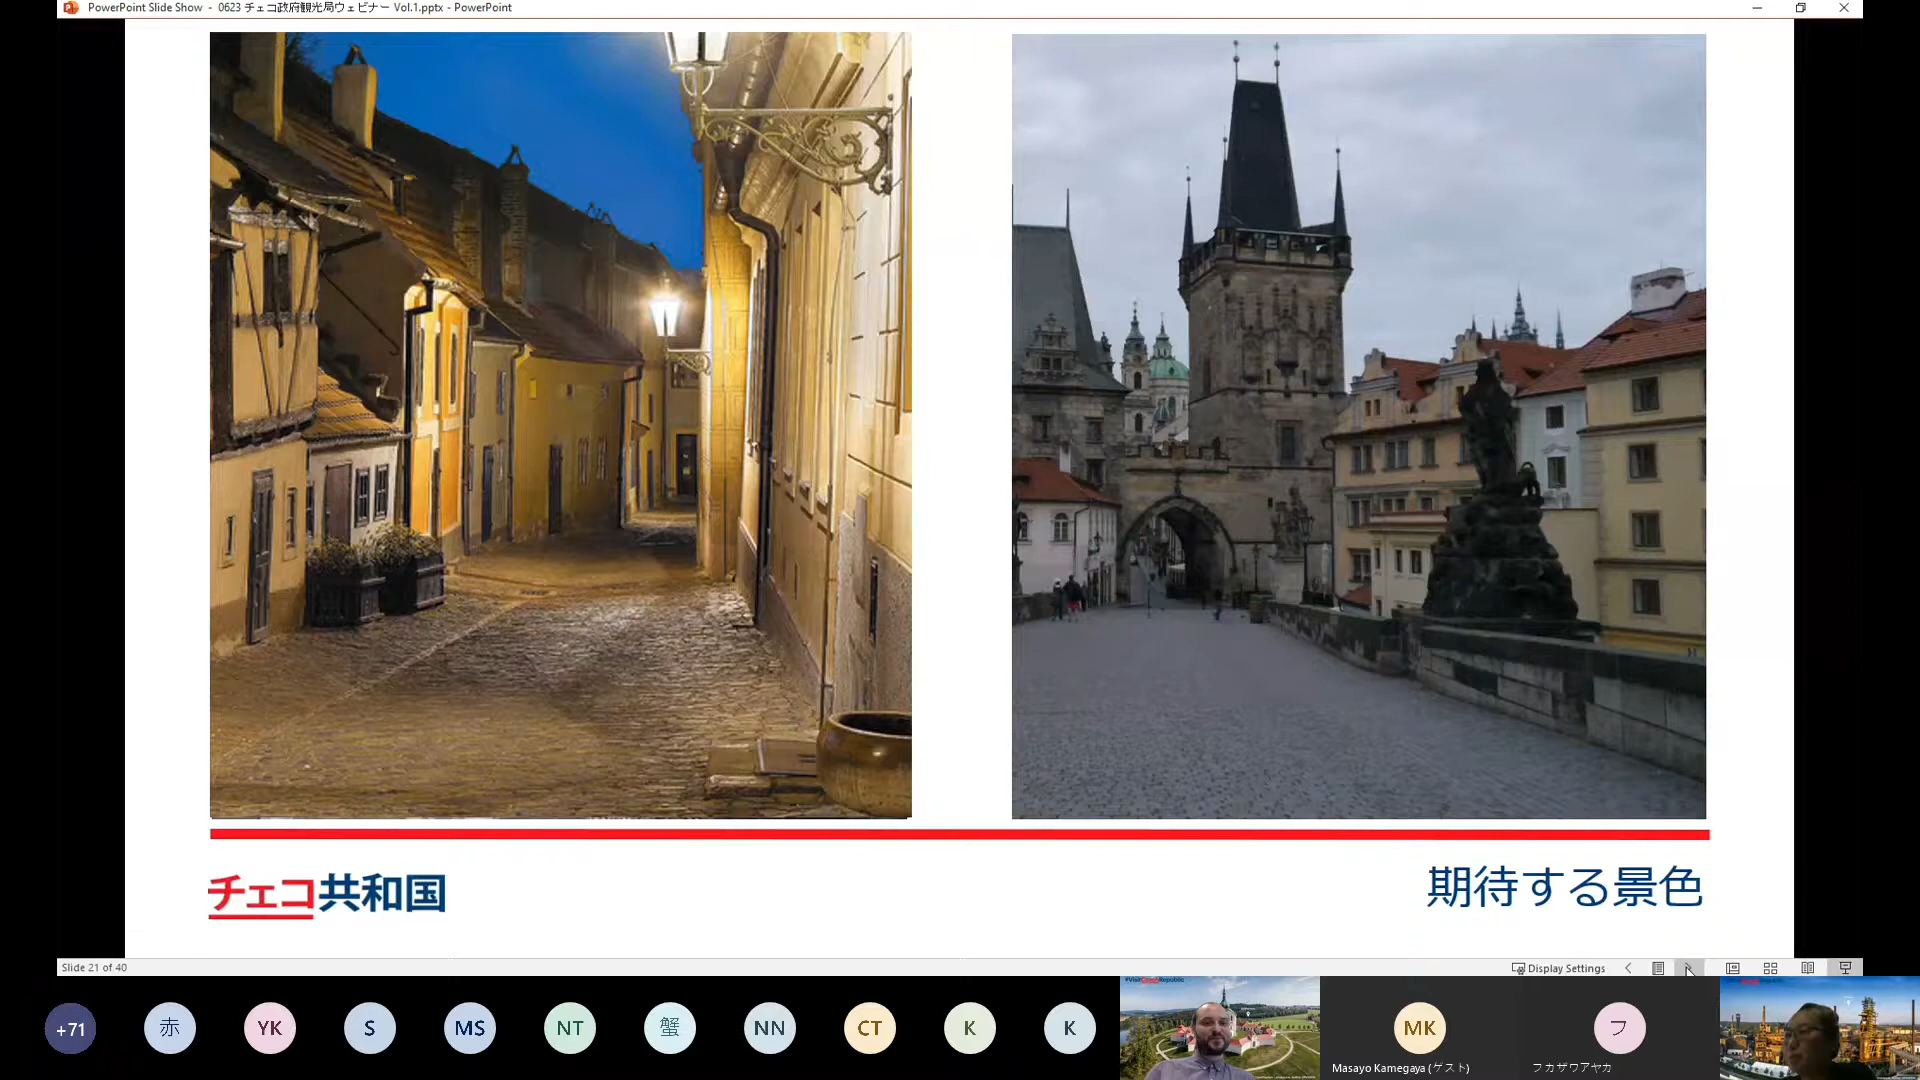 PowerPoint Slide Show - 0623 チェコ政府観光局ウェビナー Vol.1.pptx - PowerPoint
チェコ共和国
期待する景色
Slide 21 of 40
Display Settings
+71
赤
YK
S
MS
NT
蟹
NN
CT
K
K
MK
フ
Masayo Kamegaya (ゲスト)
フカザワアヤカ